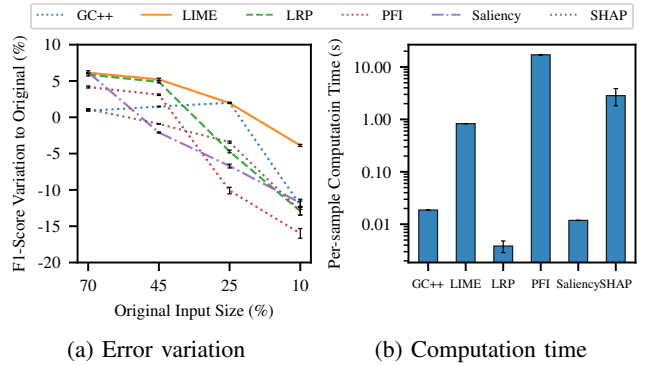 GC++ LIME LRP PFI Saliency SHAP
F1-Score Variation to Original (%)
10
5
0
-5
-10
-15
-20
70 45 25 10
Original Input Size (%)
(a) Error variation
Per-sample Computatoin Time (s)
10.00
1.00
0.10
0.01
GC++ LIME LRP PFI Saliency SHAP
(b) Computation time